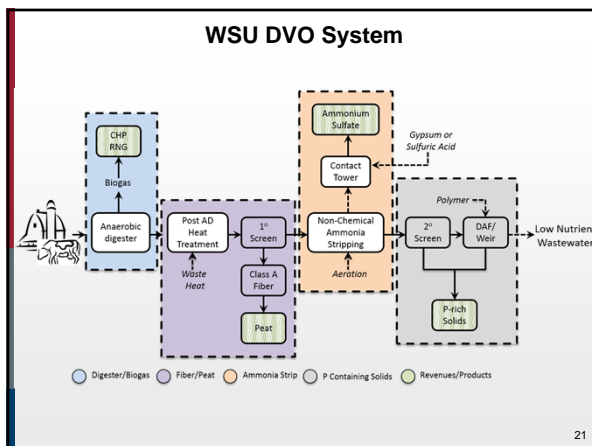 WSU DVO System
CHP
RNG
Biogas
Anaerobic
digester
Post AD
Heat
Treatment
Waste
Heat
1° 
Screen
Class A
Fiber
Peat
Ammonium
Sulfate
Contact
Tower
Gypsum or
Sulfuric Acid
Non-Chemical
Ammonia
Stripping
Aeration
2°
Screen
Polymer
DAF/
Weir
P-rich
Solids
Low Nutrien
Wastewater
Digester/Biogas
Fiber/Peat
Ammonia Strip
P Containing Solids
Revenues/Products
21